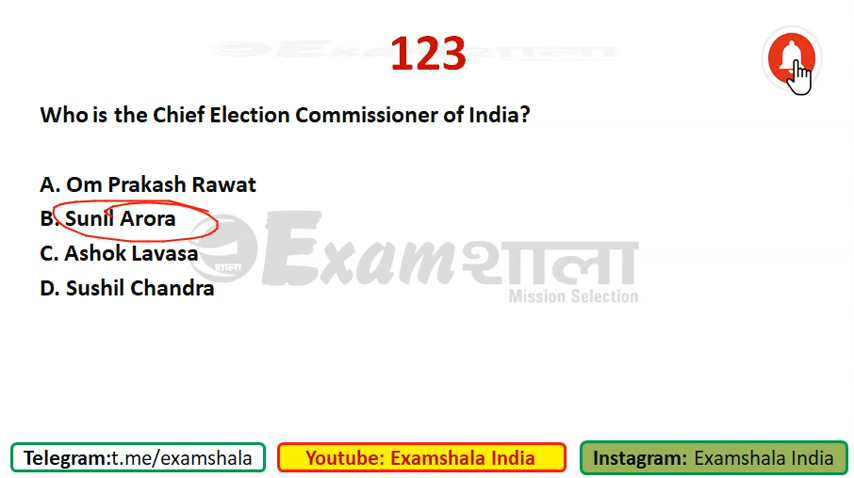 123
Who is the Chief Election Commissioner of India?
A. Om Prakash Rawat
B. Sunil Arora
C. Ashok Lavasa
D. Sushil Chandra
Examशाला
शाला
Mission Selection
Telegram:t.me/examshala
Youtube: Examshala India
Instagram: Examshala India